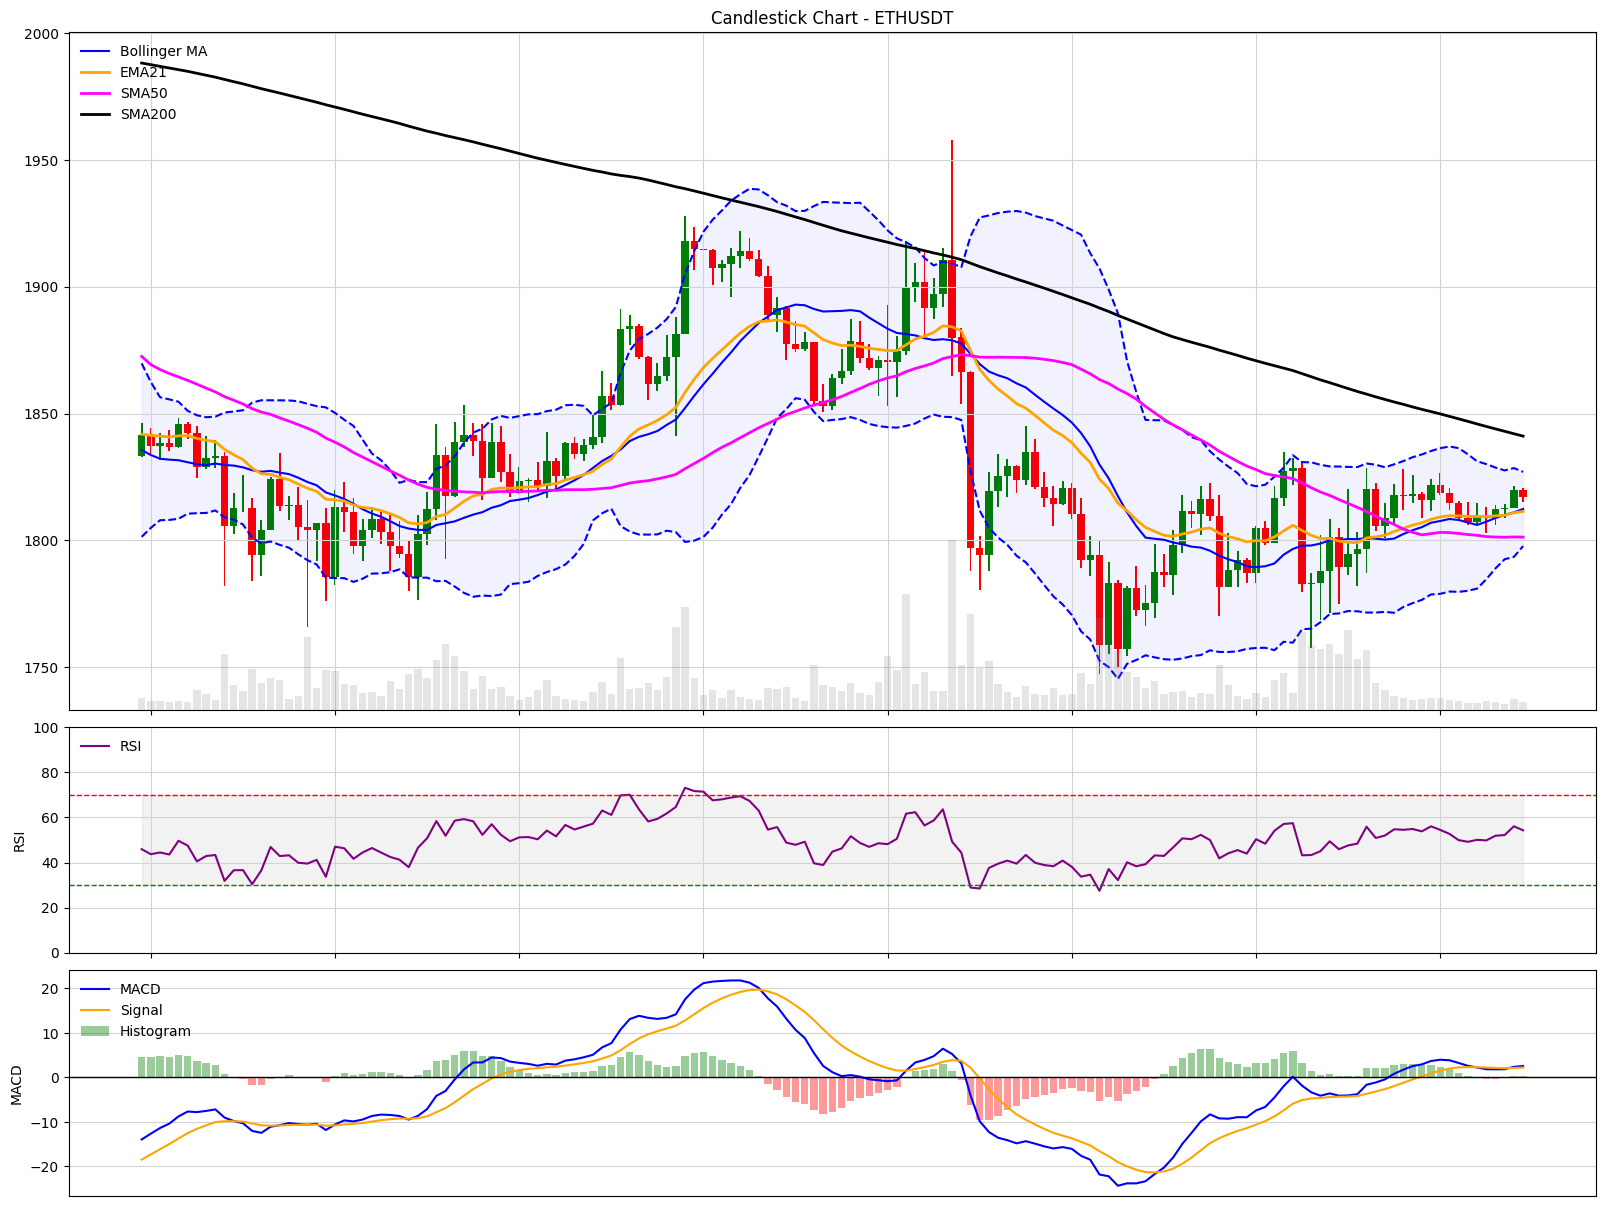 Candlestick Chart - ETHUSDT
2000
1950
1900
1850
1800
1750
Bollinger MA
EMA21
SMA50
SMA200
100
80
60
40
20
0
RSI
RSI
20
10
0
−10
−20
MACD
MACD
Signal
Histogram